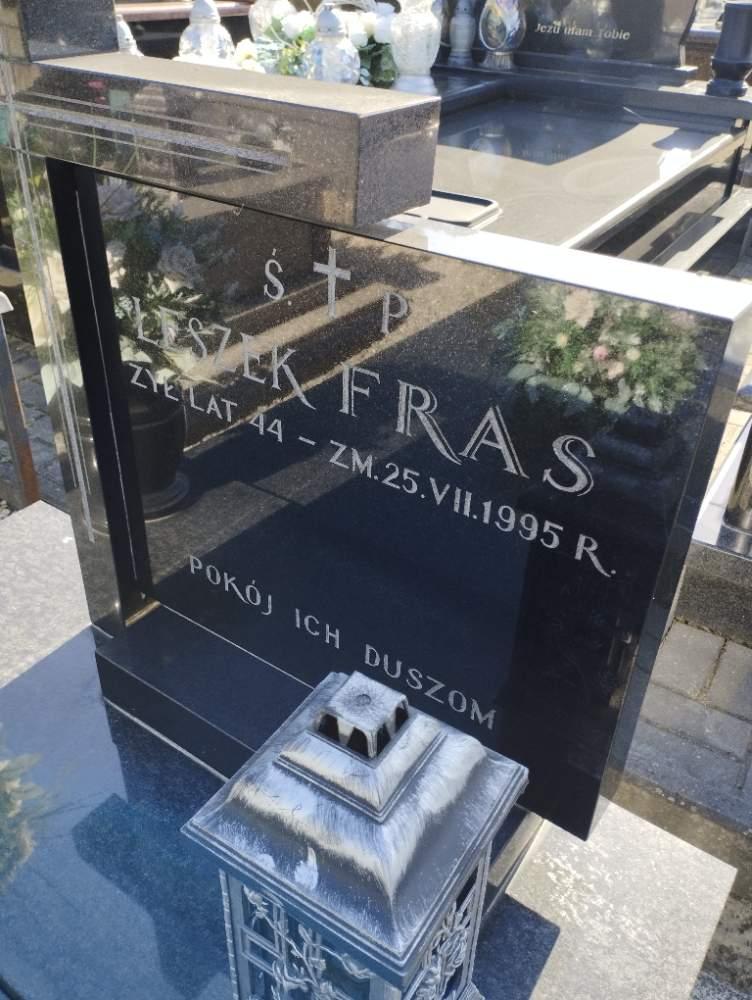 Jezu ufam Tobie
Ś. P
LESZEK FRAS
ŻYŁ LAT 44 – ZM. 25.VII.1995 R.
POKÓJ ICH DUSZOM